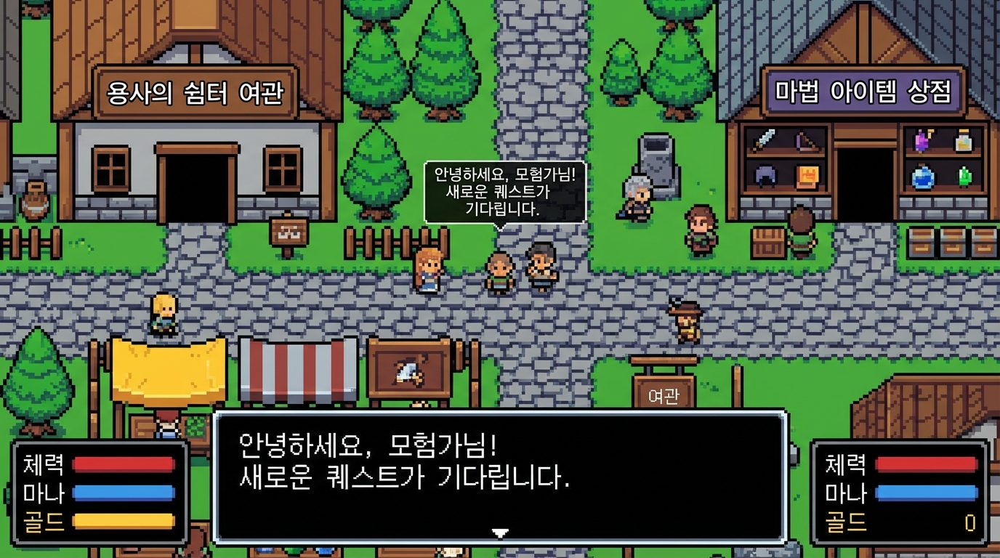 용사의 쉼터 여관
마법 아이템 상점
안녕하세요, 모험가님!
새로운 퀘스트가
기다립니다.
여관
안녕하세요, 모험가님!
새로운 퀘스트가 기다립니다.
체력
마나
골드
체력
마나
골드 0